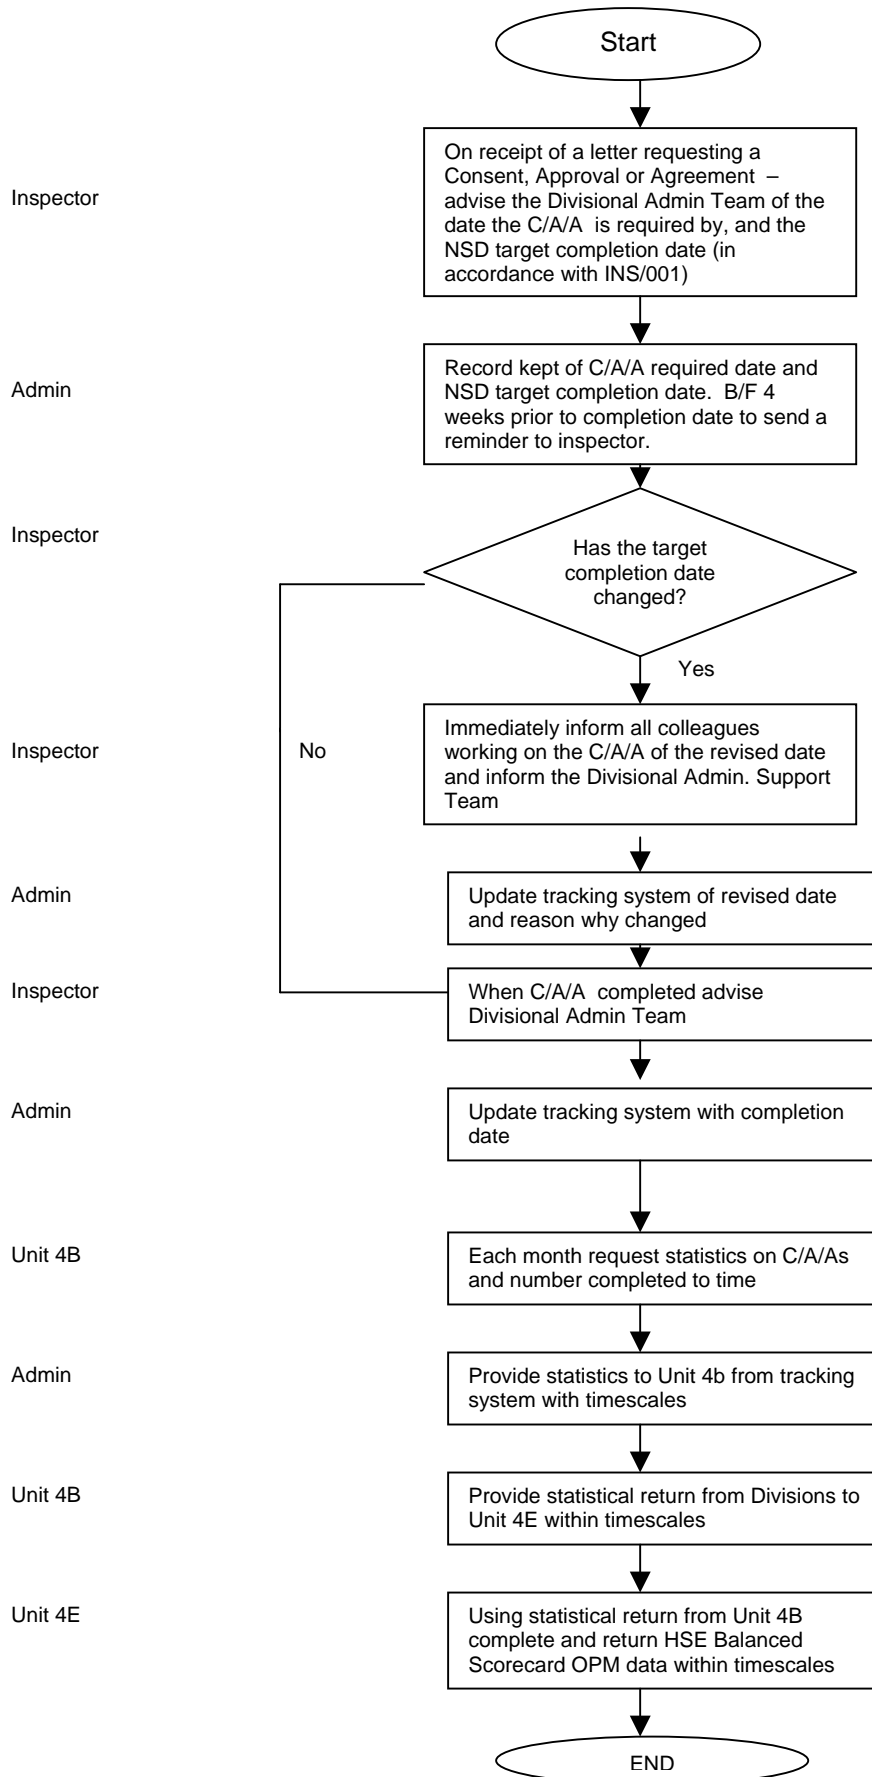 Start
Inspector
On receipt of a letter requesting a
Consent, Approval or Agreement –
advise the Divisional Admin Team of the
date the C/A/A is required by, and the
NSD target completion date (in
accordance with INS/001)
Admin
Record kept of C/A/A required date and
NSD target completion date. B/F 4
weeks prior to completion date to send a
reminder to inspector.
Inspector
Has the target
completion date
changed?
Yes
Inspector
No
Immediately inform all colleagues
working on the C/A/A of the revised date
and inform the Divisional Admin. Support
Team
Admin
Update tracking system of revised date
and reason why changed
Inspector
When C/A/A completed advise
Divisional Admin Team
Admin
Update tracking system with completion
date
Unit 4B
Each month request statistics on C/A/As
and number completed to time
Admin
Provide statistics to Unit 4b from tracking
system with timescales
Unit 4B
Provide statistical return from Divisions to
Unit 4E within timescales
Unit 4E
Using statistical return from Unit 4B
complete and return HSE Balanced
Scorecard OPM data within timescales
END